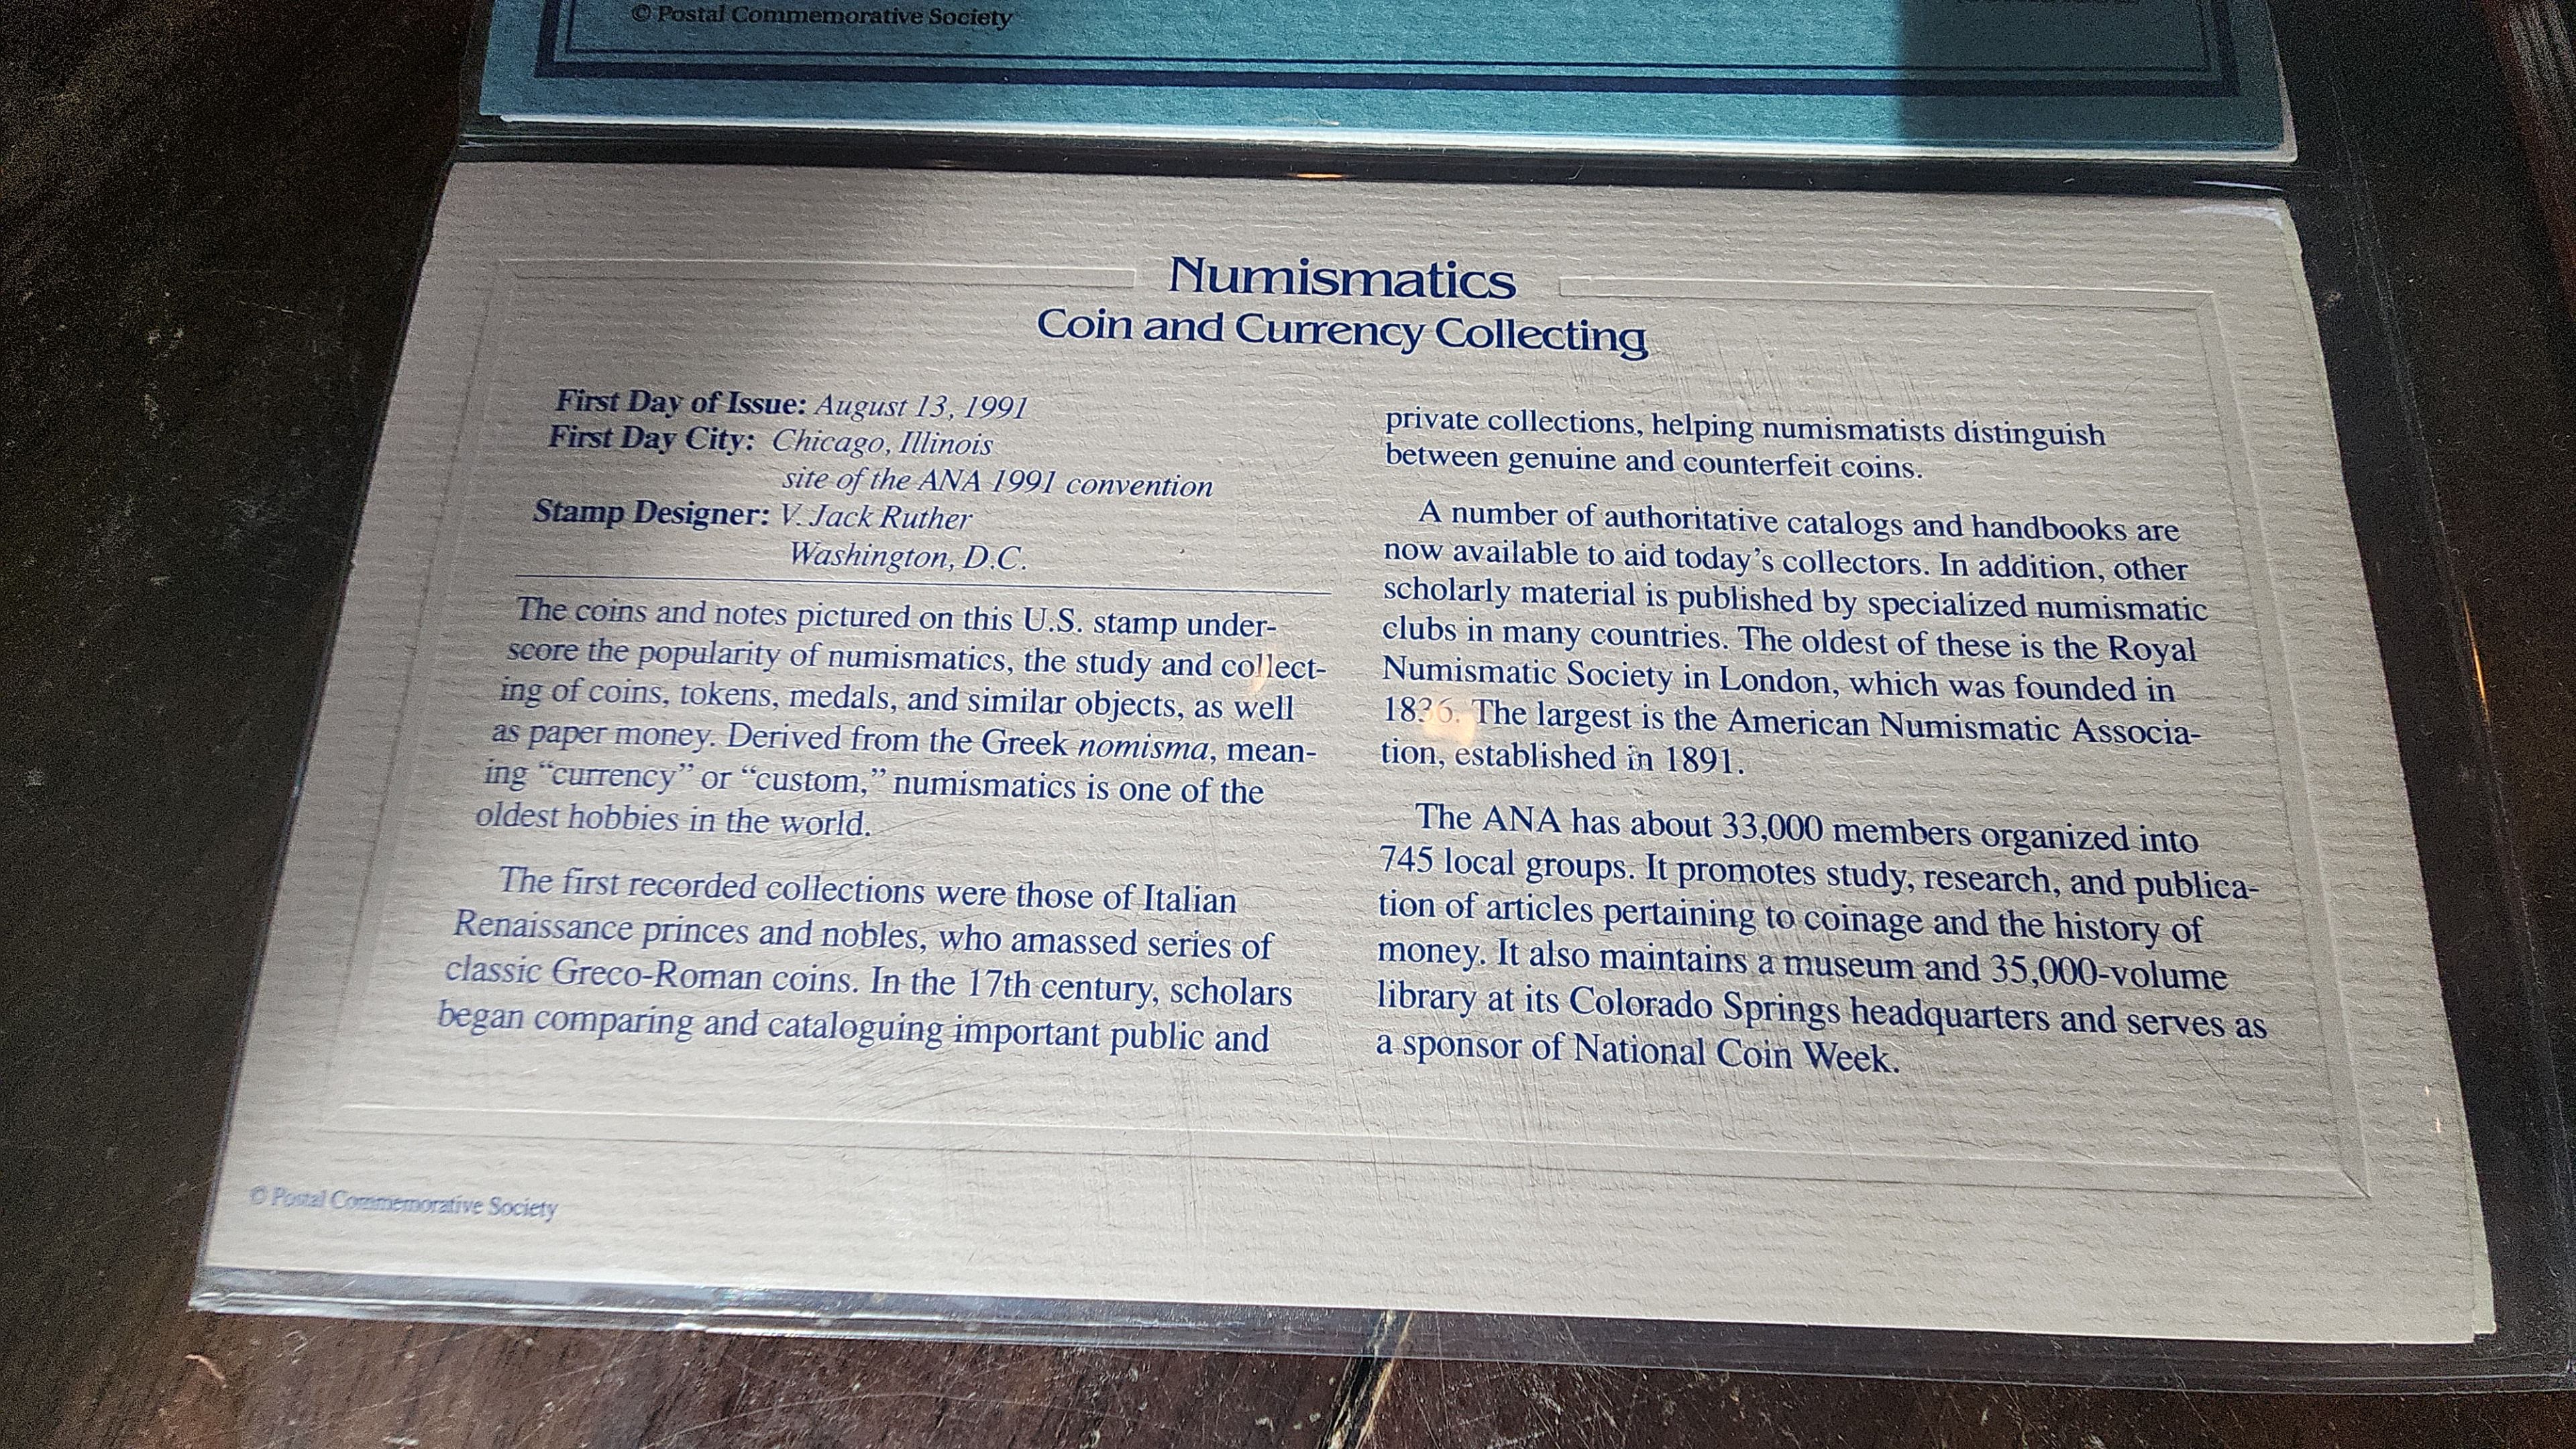 © Postal Commemorative Society
Numismatics
Coin and Currency Collecting
First Day of Issue: August 13, 1991
First Day City: Chicago, Illinois
site of the ANA 1991 convention
Stamp Designer: V. Jack Ruther
Washington, D.C.
The coins and notes pictured on this U.S. stamp under-
score the popularity of numismatics, the study and collect-
ing of coins, tokens, medals, and similar objects, as well
as paper money. Derived from the Greek nomisma, mean-
ing “currency” or “custom,” numismatics is one of the
oldest hobbies in the world.
The first recorded collections were those of Italian
Renaissance princes and nobles, who amassed series of
classic Greco-Roman coins. In the 17th century, scholars
began comparing and cataloguing important public and
private collections, helping numismatists distinguish
between genuine and counterfeit coins.
A number of authoritative catalogs and handbooks are
now available to aid today’s collectors. In addition, other
scholarly material is published by specialized numismatic
clubs in many countries. The oldest of these is the Royal
Numismatic Society in London, which was founded in
1836. The largest is the American Numismatic Associa-
tion, established in 1891.
The ANA has about 33,000 members organized into
745 local groups. It promotes study, research, and publica-
tion of articles pertaining to coinage and the history of
money. It also maintains a museum and 35,000-volume
library at its Colorado Springs headquarters and serves as
a sponsor of National Coin Week.
© Postal Commemorative Society